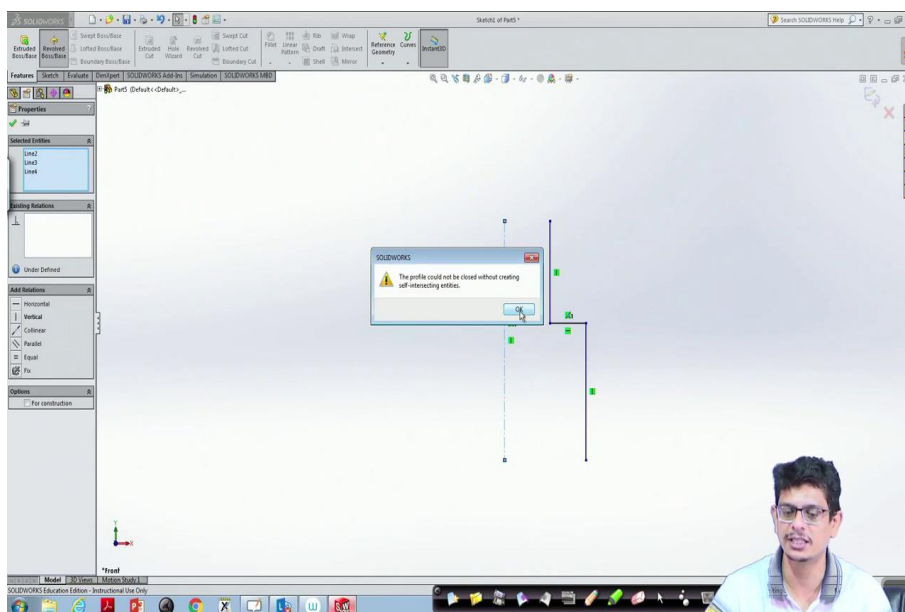 SOLIDWORKS
Sketch1 of Part5 *
Search SOLIDWORKS Help
Extruded Boss/Base
Revolved Boss/Base
Swept Boss/Base
Lofted Boss/Base
Boundary Boss/Base
Extruded Cut
Hole Wizard
Revolved Cut
Swept Cut
Lofted Cut
Boundary Cut
Fillet
Linear Pattern
Rib
Draft
Shell
Wrap
Intersect
Mirror
Reference Geometry
Curves
Instant3D
Features
Sketch
Evaluate
DimXpert
SOLIDWORKS Add-Ins
Simulation
SOLIDWORKS MBD
Part5 (Default<<Default>_...
Properties
?
Selected Entities
Line2
Line3
Line4
Existing Relations
Under Defined
Add Relations
Horizontal
Vertical
Collinear
Parallel
Equal
Fix
Options
For construction
SOLIDWORKS
The profile could not be closed without creating
self-intersecting entities.
OK
Y
X
*Front
Model
3D Views
Motion Study 1
SOLIDWORKS Education Edition - Instructional Use Only